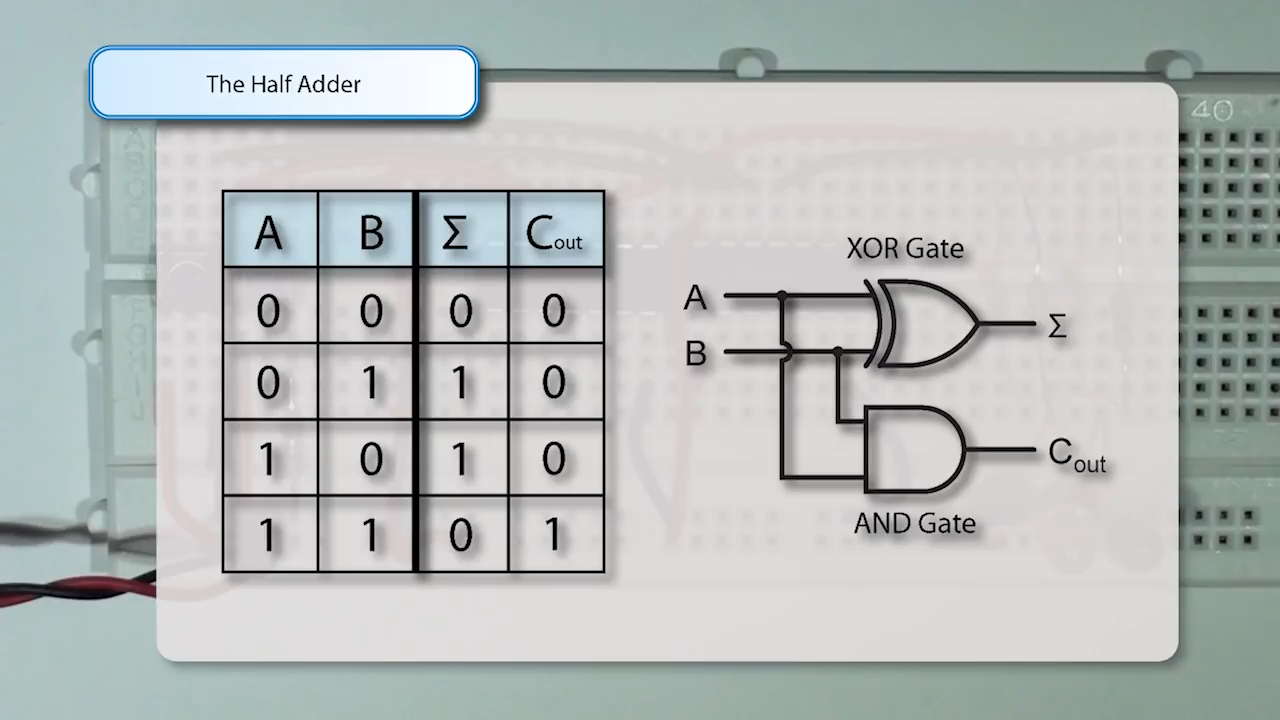 The Half Adder
40
A B Σ Cout
0 0 0 0
0 1 1 0
1 0 1 0
1 1 0 1
XOR Gate
A
Σ
B
Cout
AND Gate